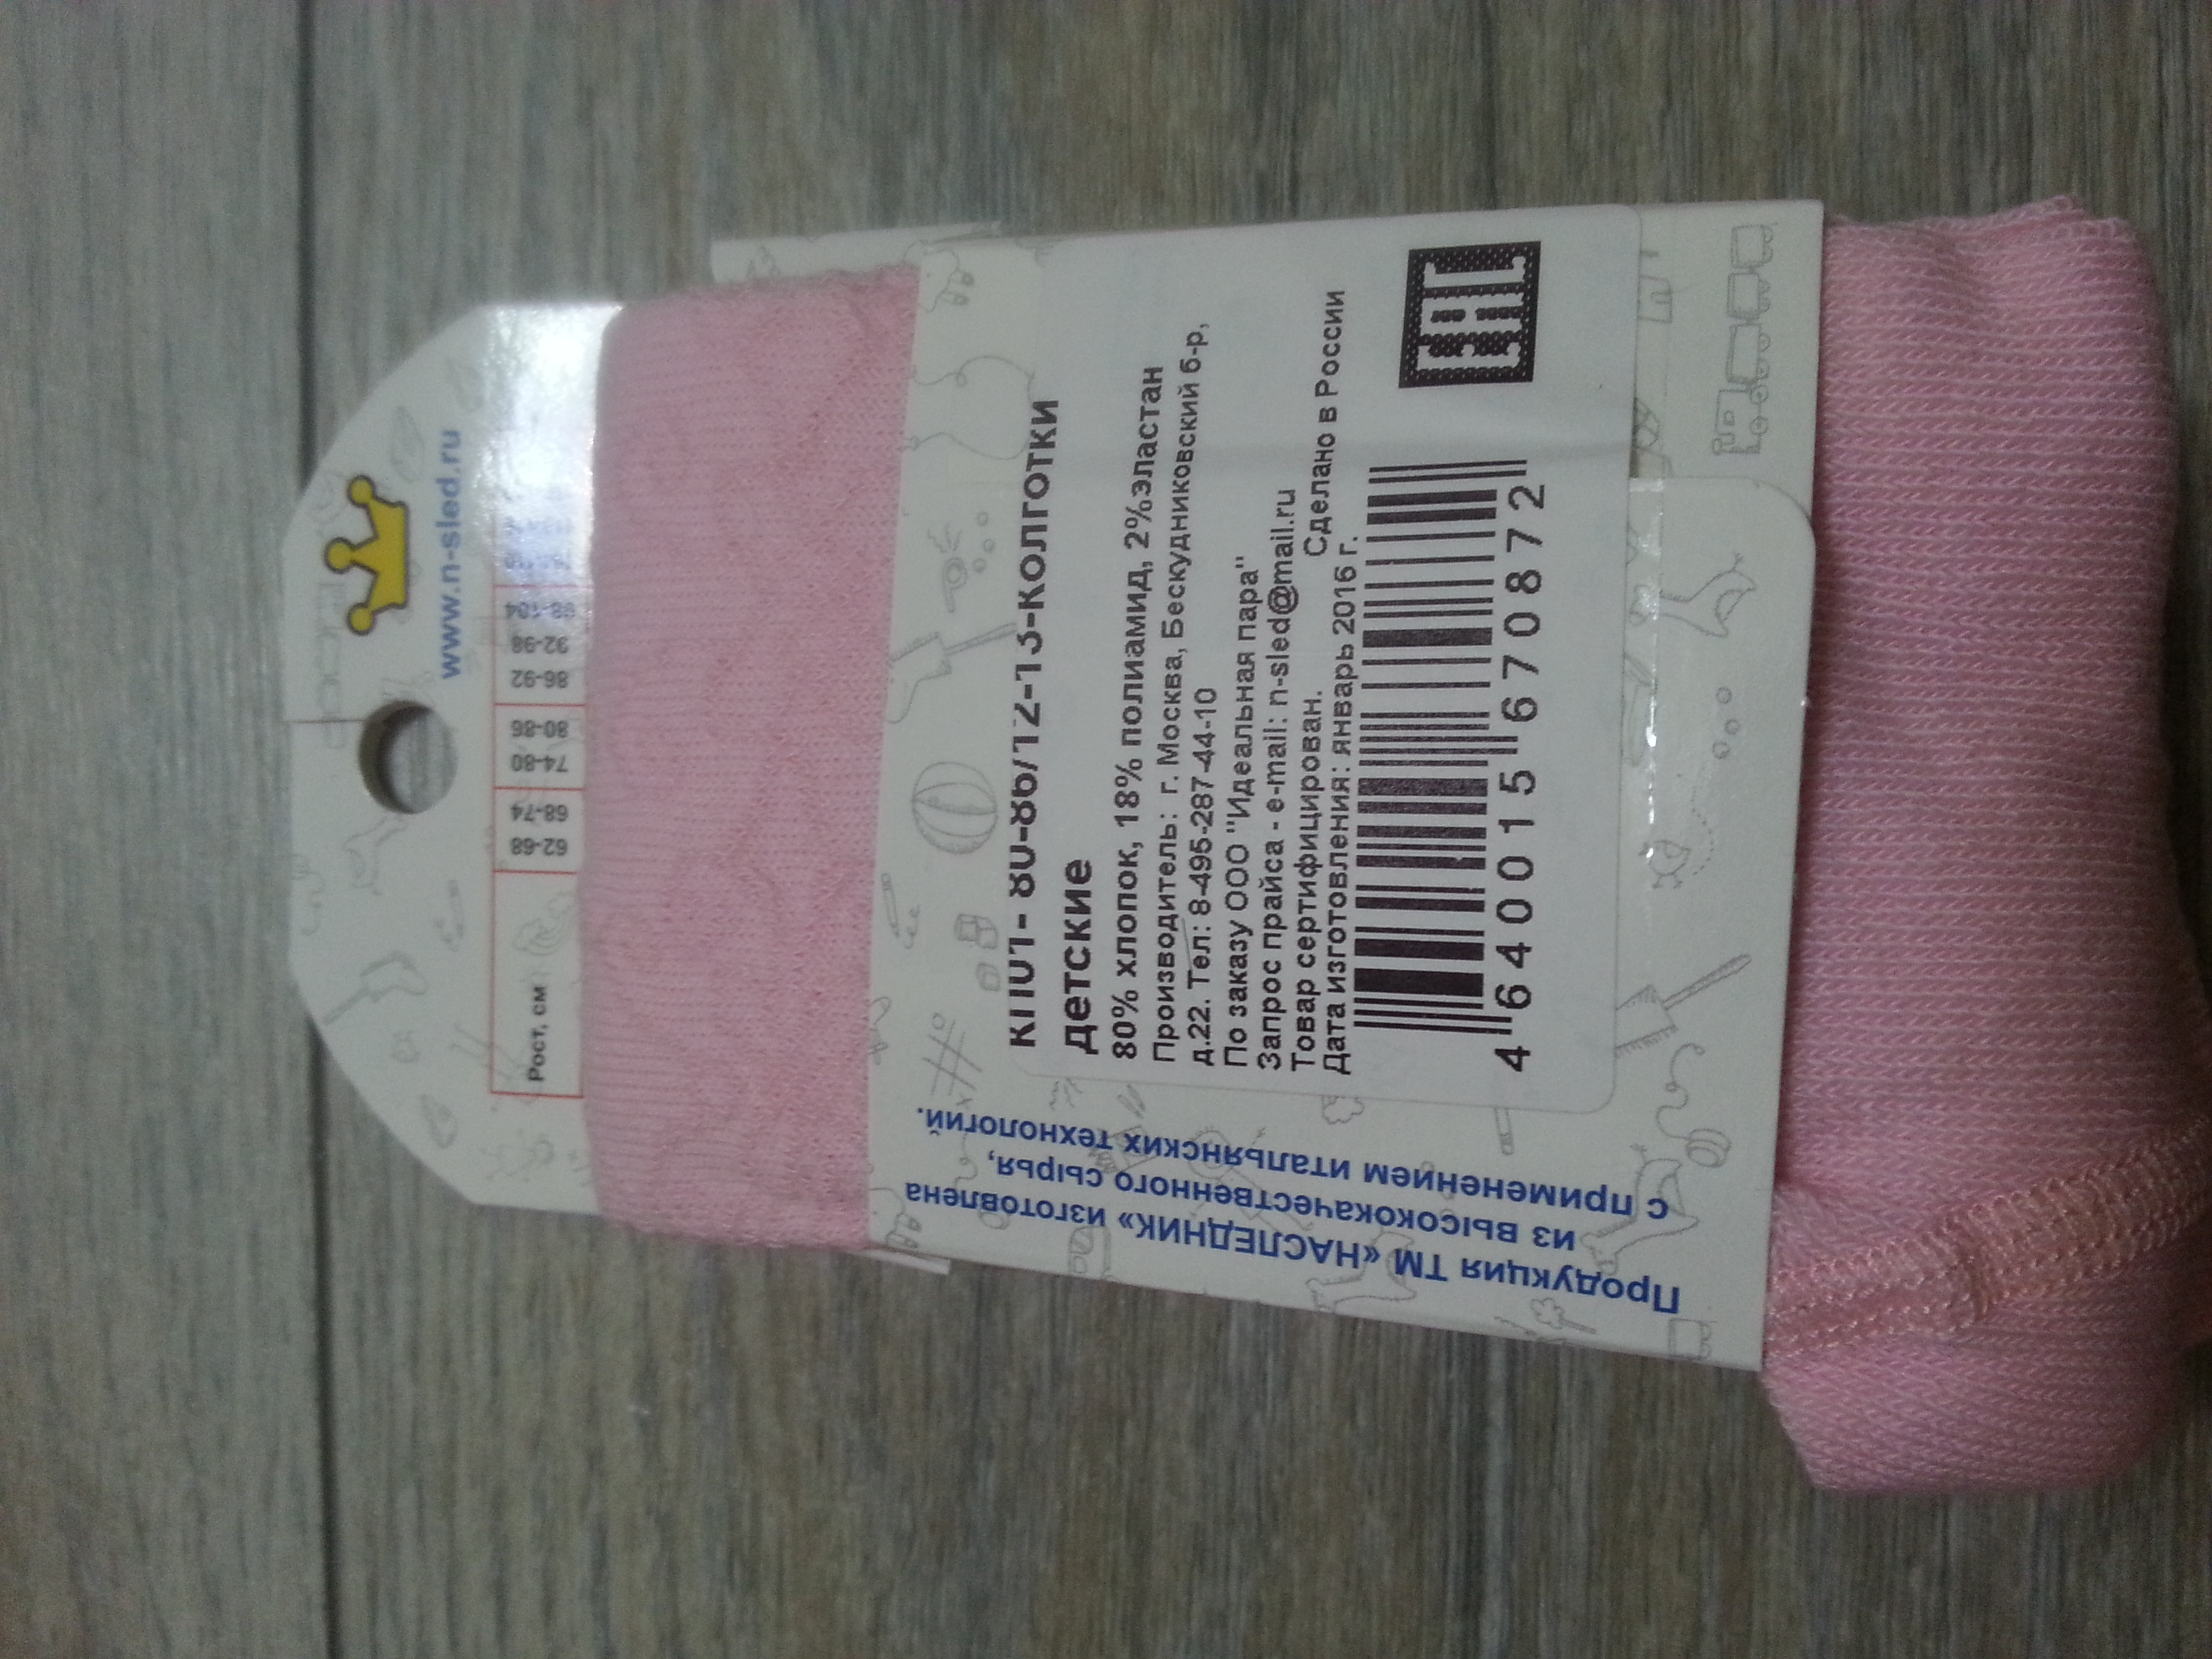 www.n-sled.ru
Рост, см
62-68
68-74
74-80
80-86
86-92
92-98
98-104
80-86/12-13-колготки
детские
80% хлопок, 18% полиамид, 2%эластан
Производитель: г. Москва, Бескудниковский б-р,
д.22. Тел: 8-495-287-44-10
По заказу ООО "Идеальная пара"
Запрос прайса - e-mail: n-sled@mail.ru
Товар сертифицирован. Сделано в России
Дата изготовления: январь 2016 г.
4 640015 670872
Продукция ТМ «НАСЛЕДНИК» изготовлена
из высококачественного сырья,
с применением итальянских технологий.